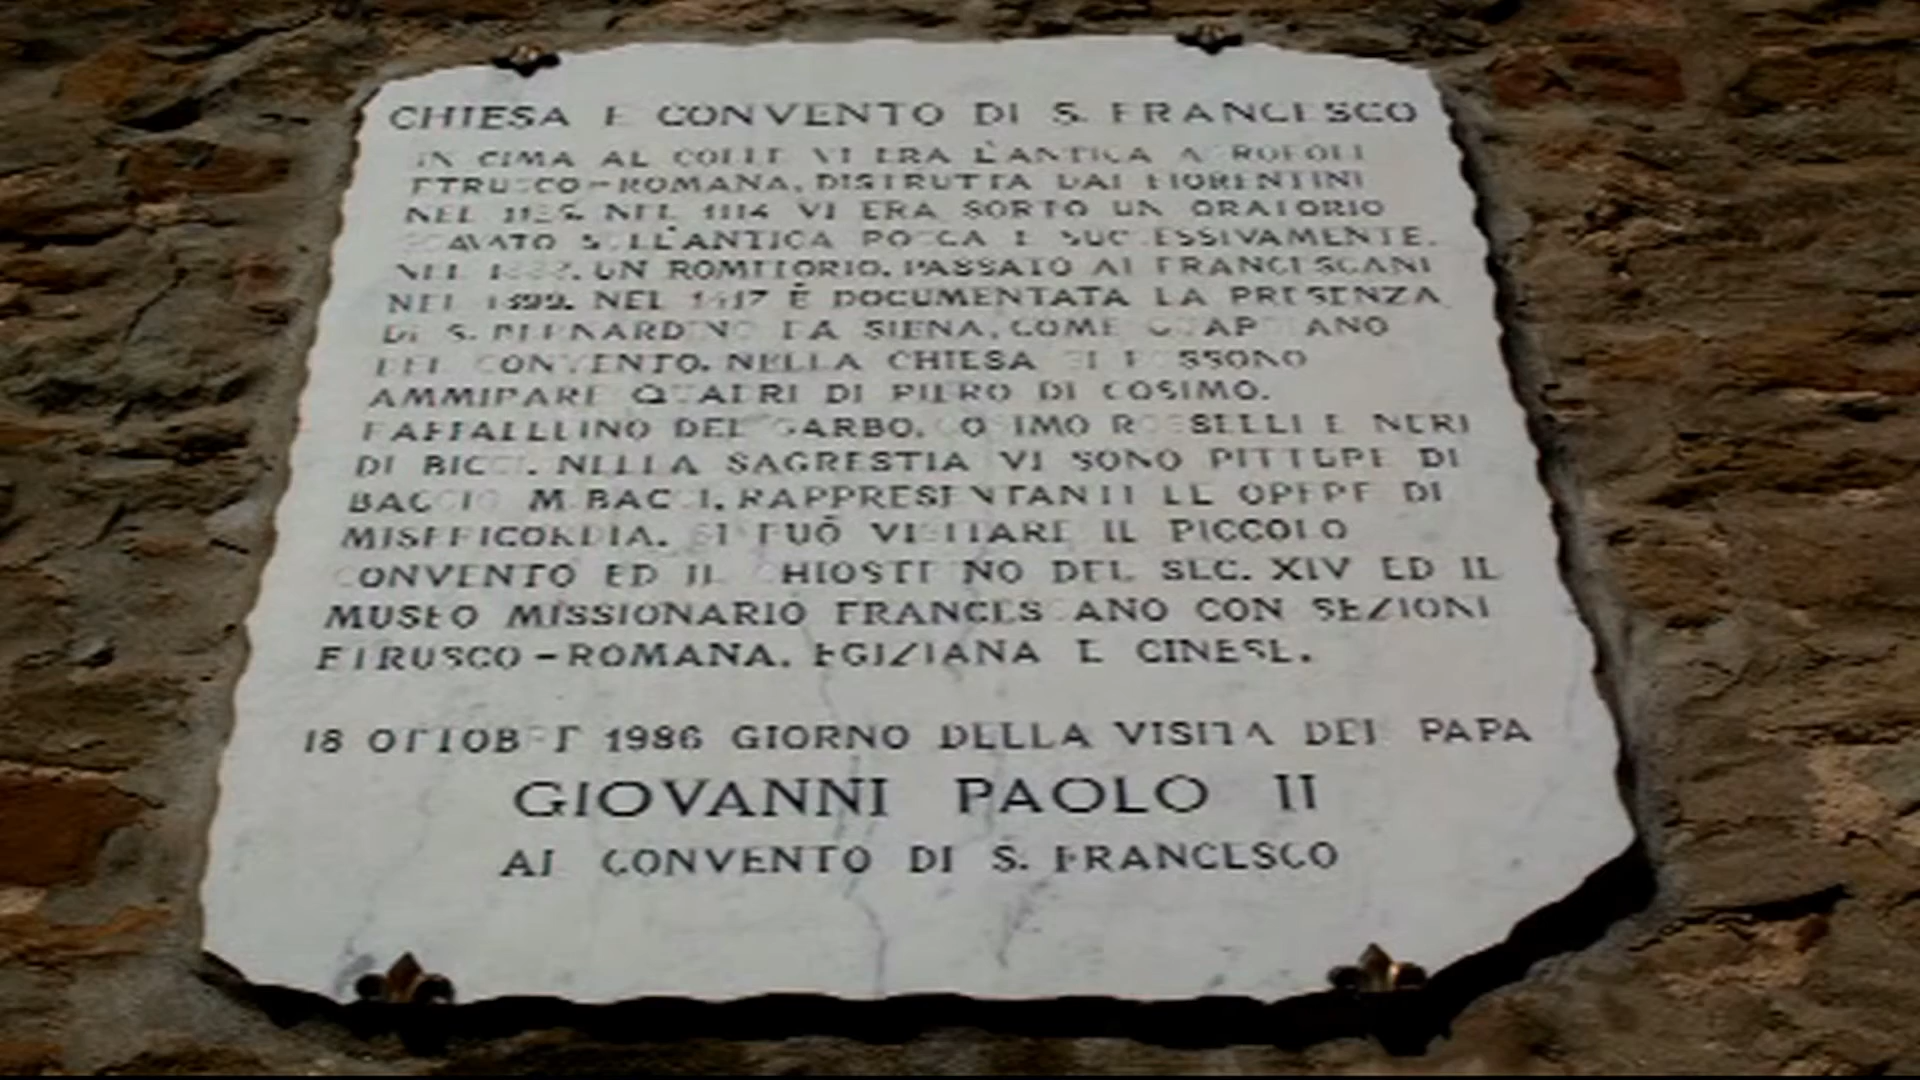 CHIESA E CONVENTO DI S. FRANCESCO
IN CIMA AL COLLE VI ERA L'ANTICA ACROPOLI
ETRUSCO-ROMANA, DISTRUTTA DAI FIORENTINI
NEL 1125. NEL VI ERA SORTO UN ORATORIO
SCAVATO SULL'ANTICA ROCCA E SUCCESSIVAMENTE,
NEL UN ROMITORIO, PASSATO AI FRANCESCANI
NEL 1399. NEL 1417 È DOCUMENTATA LA PRESENZA
DI S. BERNARDINO DA SIENA, COME GUARDIANO
DEL CONVENTO. NELLA CHIESA SI POSSONO
AMMIRARE QUADRI DI PIERO DI COSIMO,
RAFFAELLINO DEL GARBO, COSIMO ROSSELLI E NERI
DI BICCI. NELLA SAGRESTIA VI SONO PITTURE DI
BACCIO M. BACCI, RAPPRESENTANTI LE OPERE DI
MISERICORDIA. SI PUÒ VISITARE IL PICCOLO
CONVENTO ED IL CHIOSTRINO DEL SEC. XIV ED IL
MUSEO MISSIONARIO FRANCESCANO CON SEZIONI
ETRUSCO-ROMANA, EGIZIANA E CINESE.
18 OTTOBRE 1986 GIORNO DELLA VISITA DEL PAPA
GIOVANNI PAOLO II
AL CONVENTO DI S. FRANCESCO